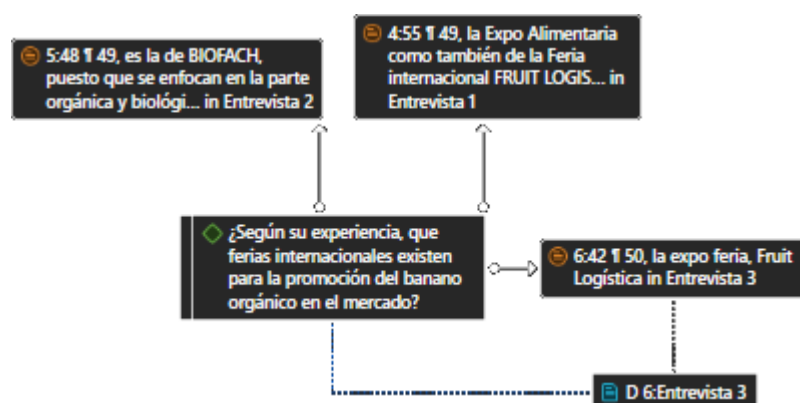 5:48 ¶ 49, es la de BIOFACH,
puesto que se enfocan en la parte
orgánica y biológi... in Entrevista 2
4:55 ¶ 49, la Expo Alimentaria
como también de la Feria
internacional FRUIT LOGIS... in
Entrevista 1
¿Según su experiencia, que
ferias internacionales existen
para la promoción del banano
orgánico en el mercado?
6:42 ¶ 50, la expo feria, Fruit
Logística in Entrevista 3
D 6:Entrevista 3